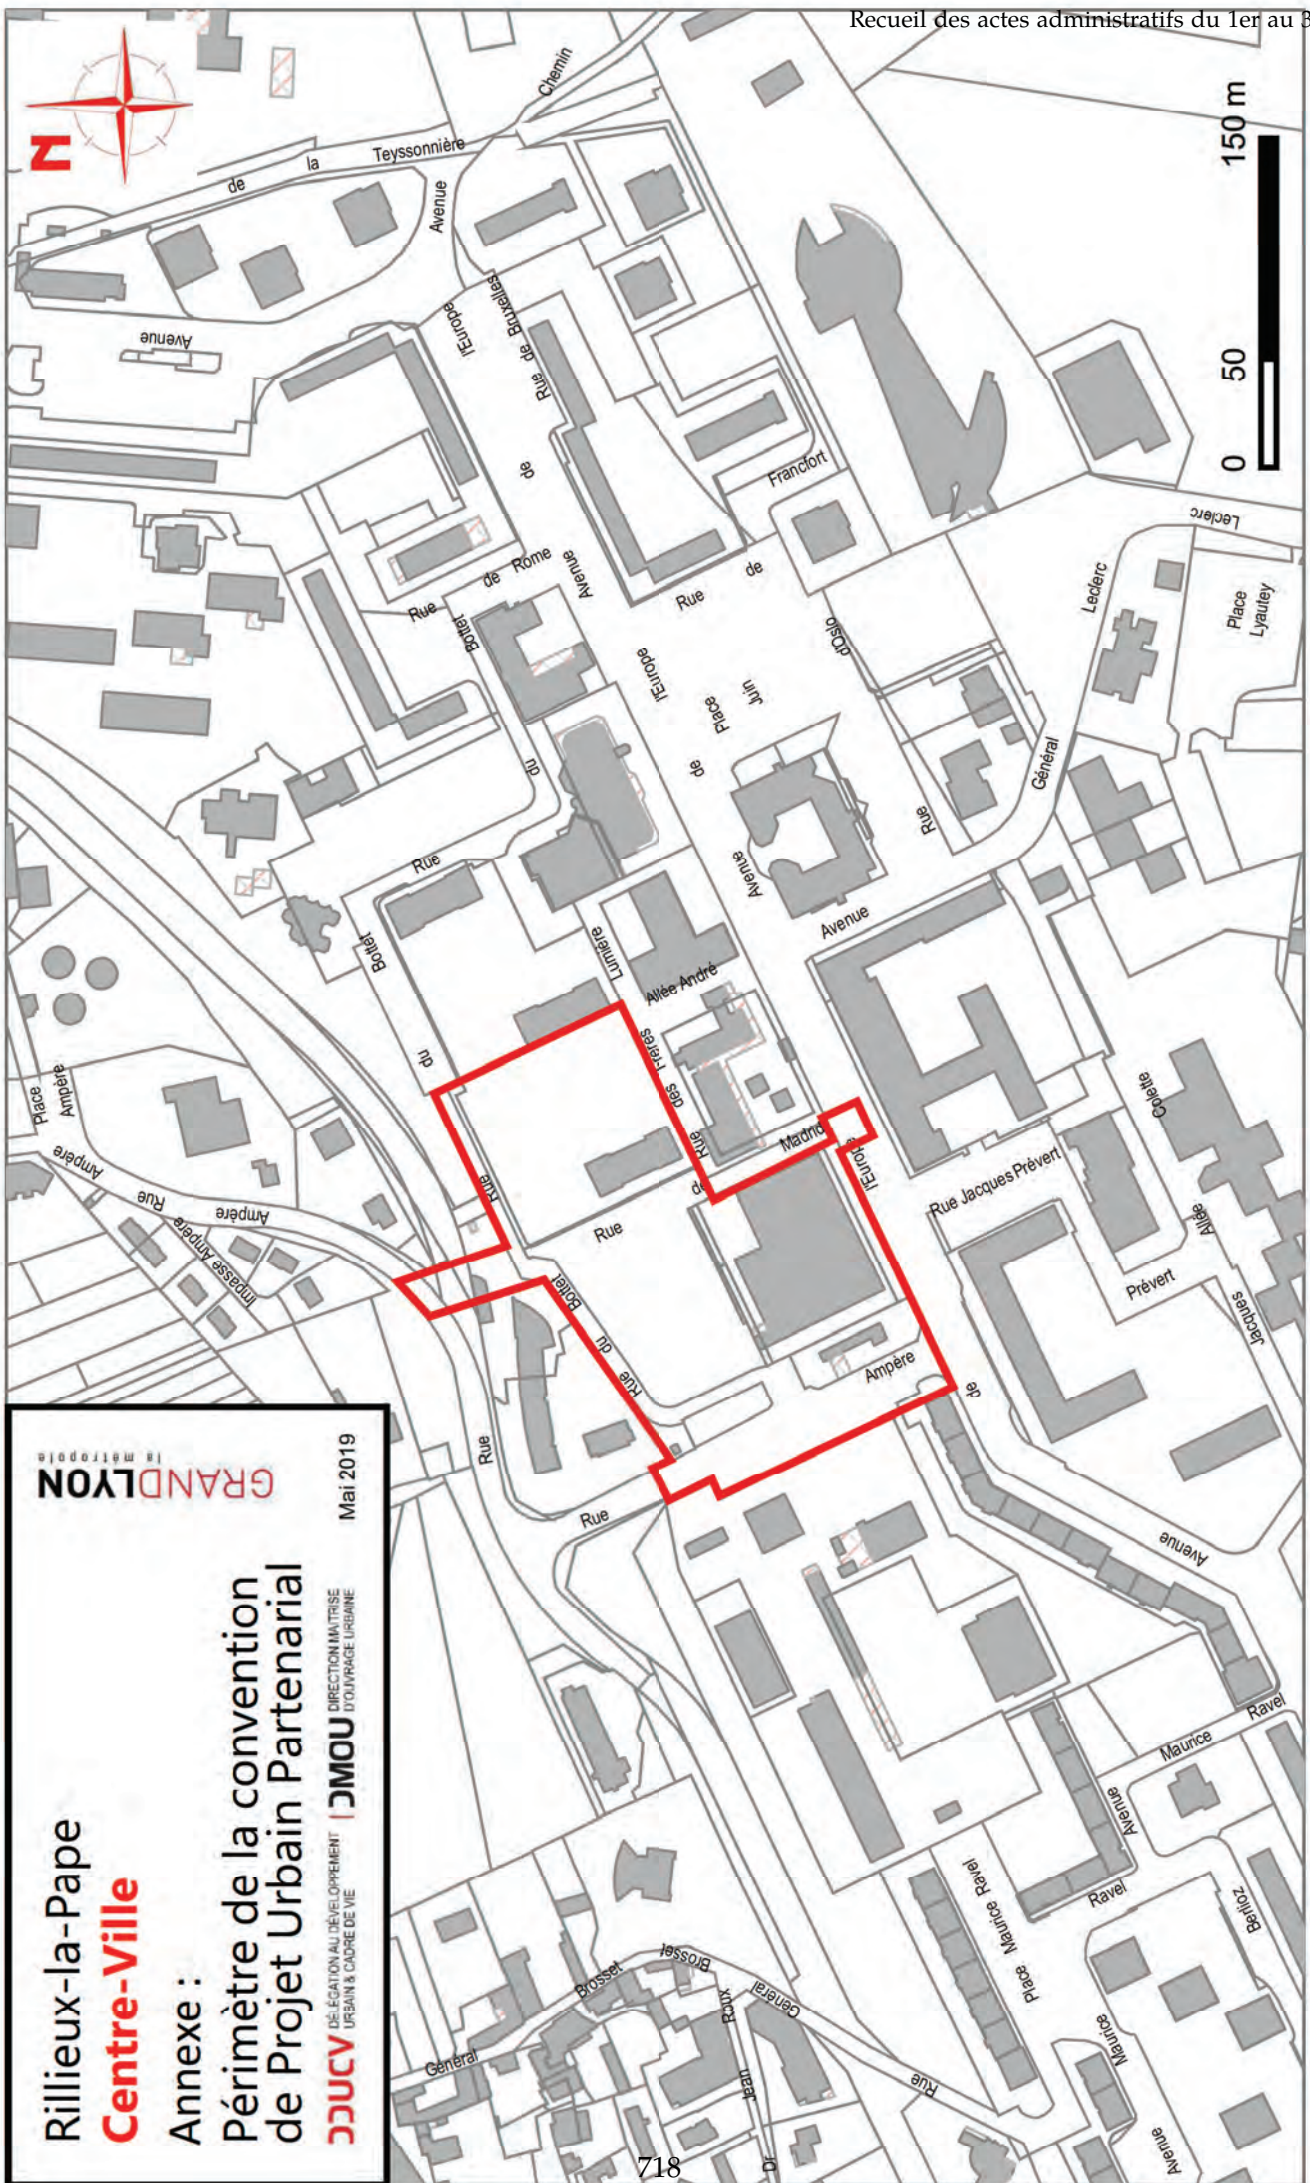 Recueil des actes administratifs du 1er au 3
Rillieux-la-Pape
Centre-Ville
Annexe :
Périmètre de la convention
de Projet Urbain Partenarial
DÉLÉGATION AU DÉVELOPPEMENT
URBAIN & CADRE DE VIE
DMOU
DIRECTION MAITRISE
D'OUVRAGE URBAINE
GRANDLYON
la métropole
Mai 2019
N
0
50
150 m
Chemin
de
la
Teyssonnière
Avenue
Avenue
l'Europe
Rue de Bruxelles
de
Avenue
Rue
de
Rome
Bottet
du
Rue
Bottet
du
Rue
Rue
de
Francfort
Leclerc
Leclerc
Place
Lyautey
Général
Avenue
d'Oslo
Rue
l'Europe
Place
Juin
de
Avenue
Lumière
des Frères
Rue
Allée André
Madrid
de
Rue
l'Europe
de
Avenue
Place
Ampère
Ampère
Rue
Ampère
Impasse Ampère
Bottet
du
Rue
Ampère
Rue
Rue
Rue Jacques Prévert
Colette
Allée
Prévert
Jacques
Ravel
Maurice
Avenue
Ravel
Place Maurice Ravel
Berlioz
Maurice
Avenue
Brosset
Brosset
Général
Général
Roux
Jean
Dr
Rue
718